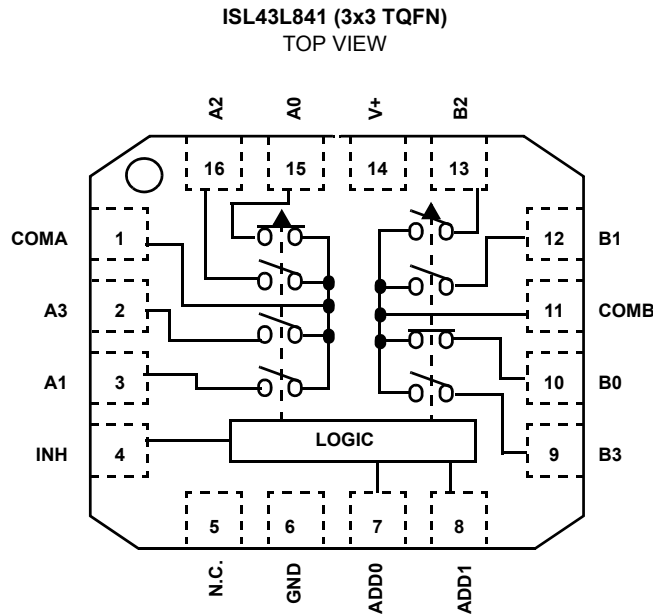 ISL43L841 (3x3 TQFN)
TOP VIEW
A2 A0 V+ B2
16 15 14 13
COMA 1 12 B1
A3 2 11 COMB
A1 3 10 B0
INH 4 LOGIC 9 B3
5 6 7 8
N.C. GND ADD0 ADD1